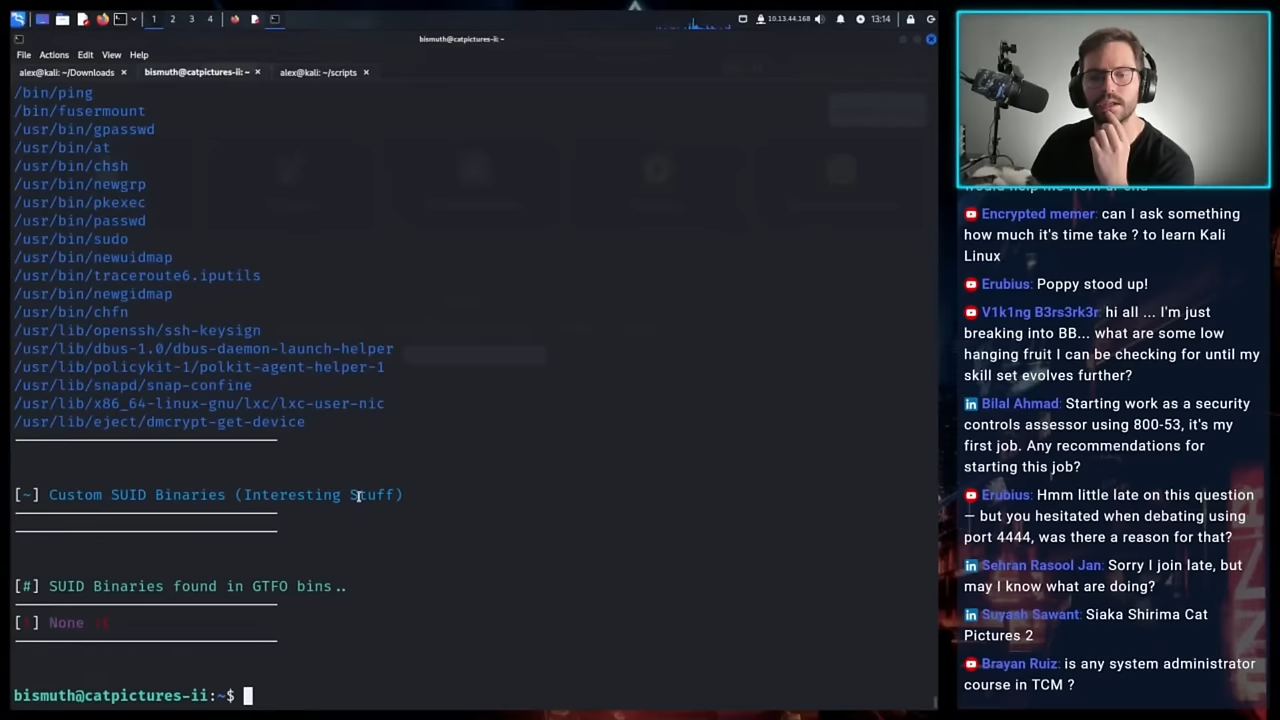 1 2 3 4
10.13.44.168
13:14
bismuth@catpictures-ii: ~
File Actions Edit View Help
alex@kali: ~/Downloads
bismuth@catpictures-ii: ~
alex@kali: ~/scripts
/bin/ping
/bin/fusermount
/usr/bin/gpasswd
/usr/bin/at
/usr/bin/chsh
/usr/bin/newgrp
/usr/bin/pkexec
/usr/bin/passwd
/usr/bin/sudo
/usr/bin/newuidmap
/usr/bin/traceroute6.iputils
/usr/bin/newgidmap
/usr/bin/chfn
/usr/lib/openssh/ssh-keysign
/usr/lib/dbus-1.0/dbus-daemon-launch-helper
/usr/lib/policykit-1/polkit-agent-helper-1
/usr/lib/snapd/snap-confine
/usr/lib/x86_64-linux-gnu/lxc/lxc-user-nic
/usr/lib/eject/dmcrypt-get-device
[~] Custom SUID Binaries (Interesting Stuff)
[#] SUID Binaries found in GTFO bins..
None
bismuth@catpictures-ii:~$
Encrypted memer: can I ask something
how much it's time take ? to learn Kali
Linux
Erubius: Poppy stood up!
V1k1ng B3rs3rk3r: hi all ... I'm just
breaking into BB... what are some low
hanging fruit I can be checking for until my
skill set evolves further?
Bilal Ahmad: Starting work as a security
controls assessor using 800-53, it's my
first job. Any recommendations for
starting this job?
Erubius: Hmm little late on this question
— but you hesitated when debating using
port 4444, was there a reason for that?
Sehran Rasool Jan: Sorry I join late, but
may I know what are doing?
Suyash Sawant: Siaka Shirima Cat
Pictures 2
Brayan Ruiz: is any system administrator
course in TCM ?